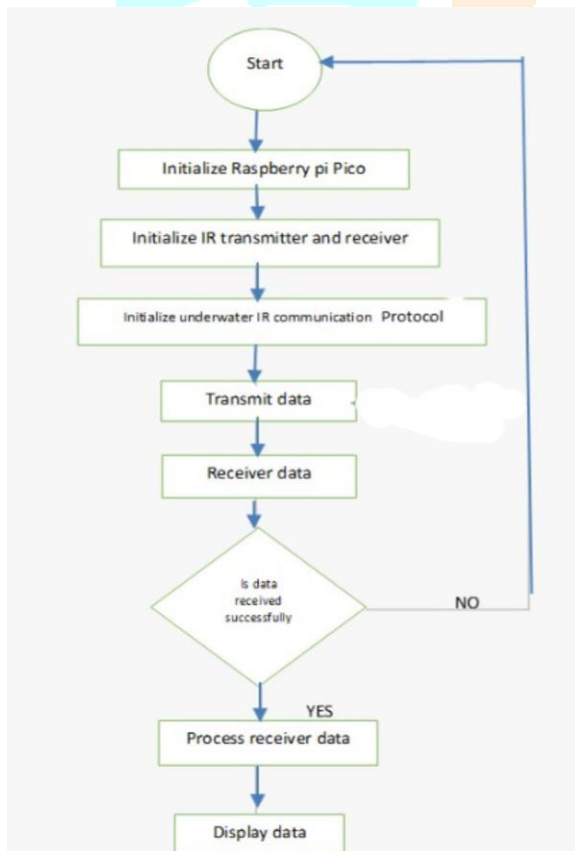 Start
Initialize Raspberry pi Pico
Initialize IR transmitter and receiver
Initialize underwater IR communication Protocol
Transmit data
Receiver data
Is data
received
successfully
NO
YES
Process receiver data
Display data